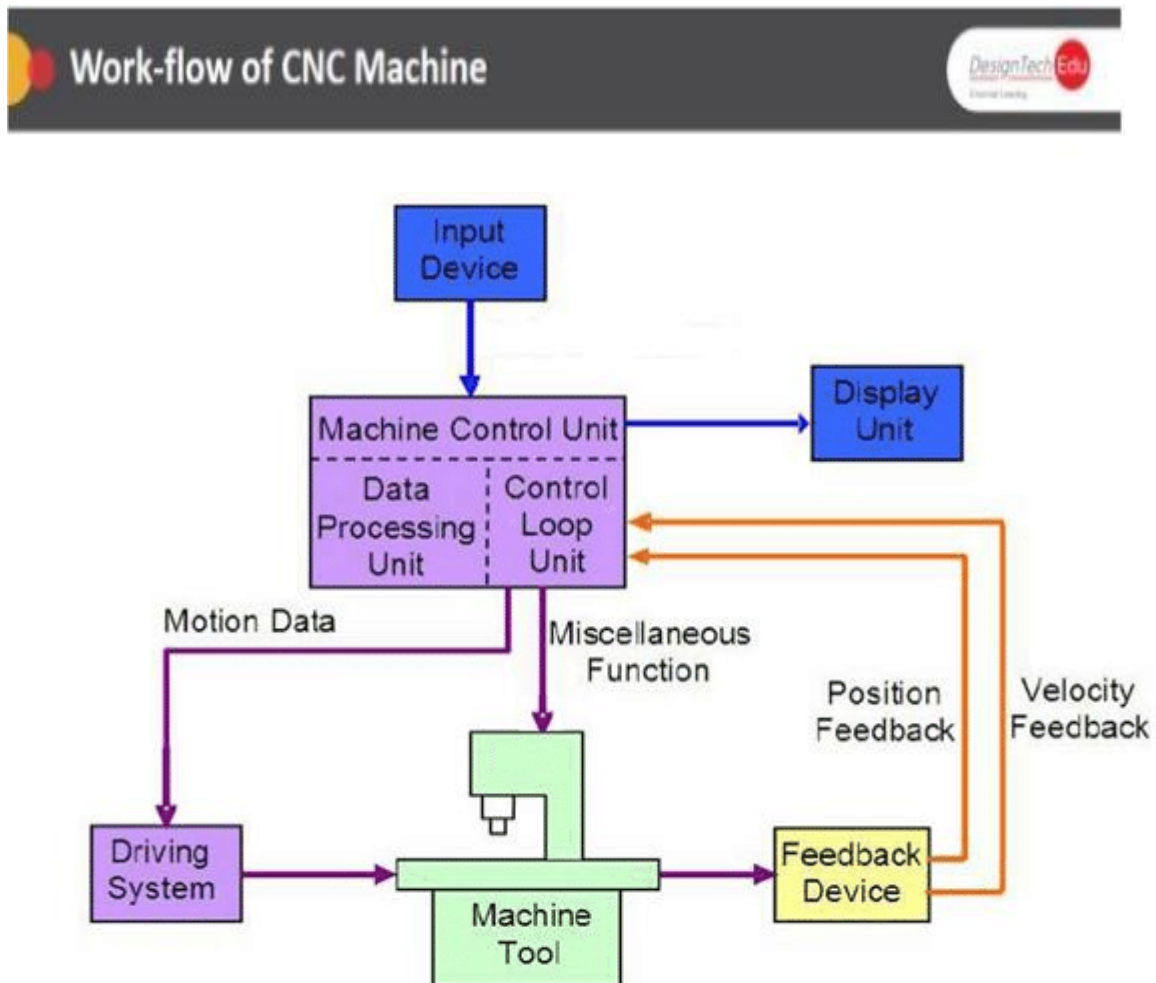 Work-flow of CNC Machine
DesignTech Edu
Input
Device
Display
Unit
Machine Control Unit
Data
Processing
Unit
Control
Loop
Unit
Motion Data
Miscellaneous
Function
Position
Feedback
Velocity
Feedback
Driving
System
Machine
Tool
Feedback
Device